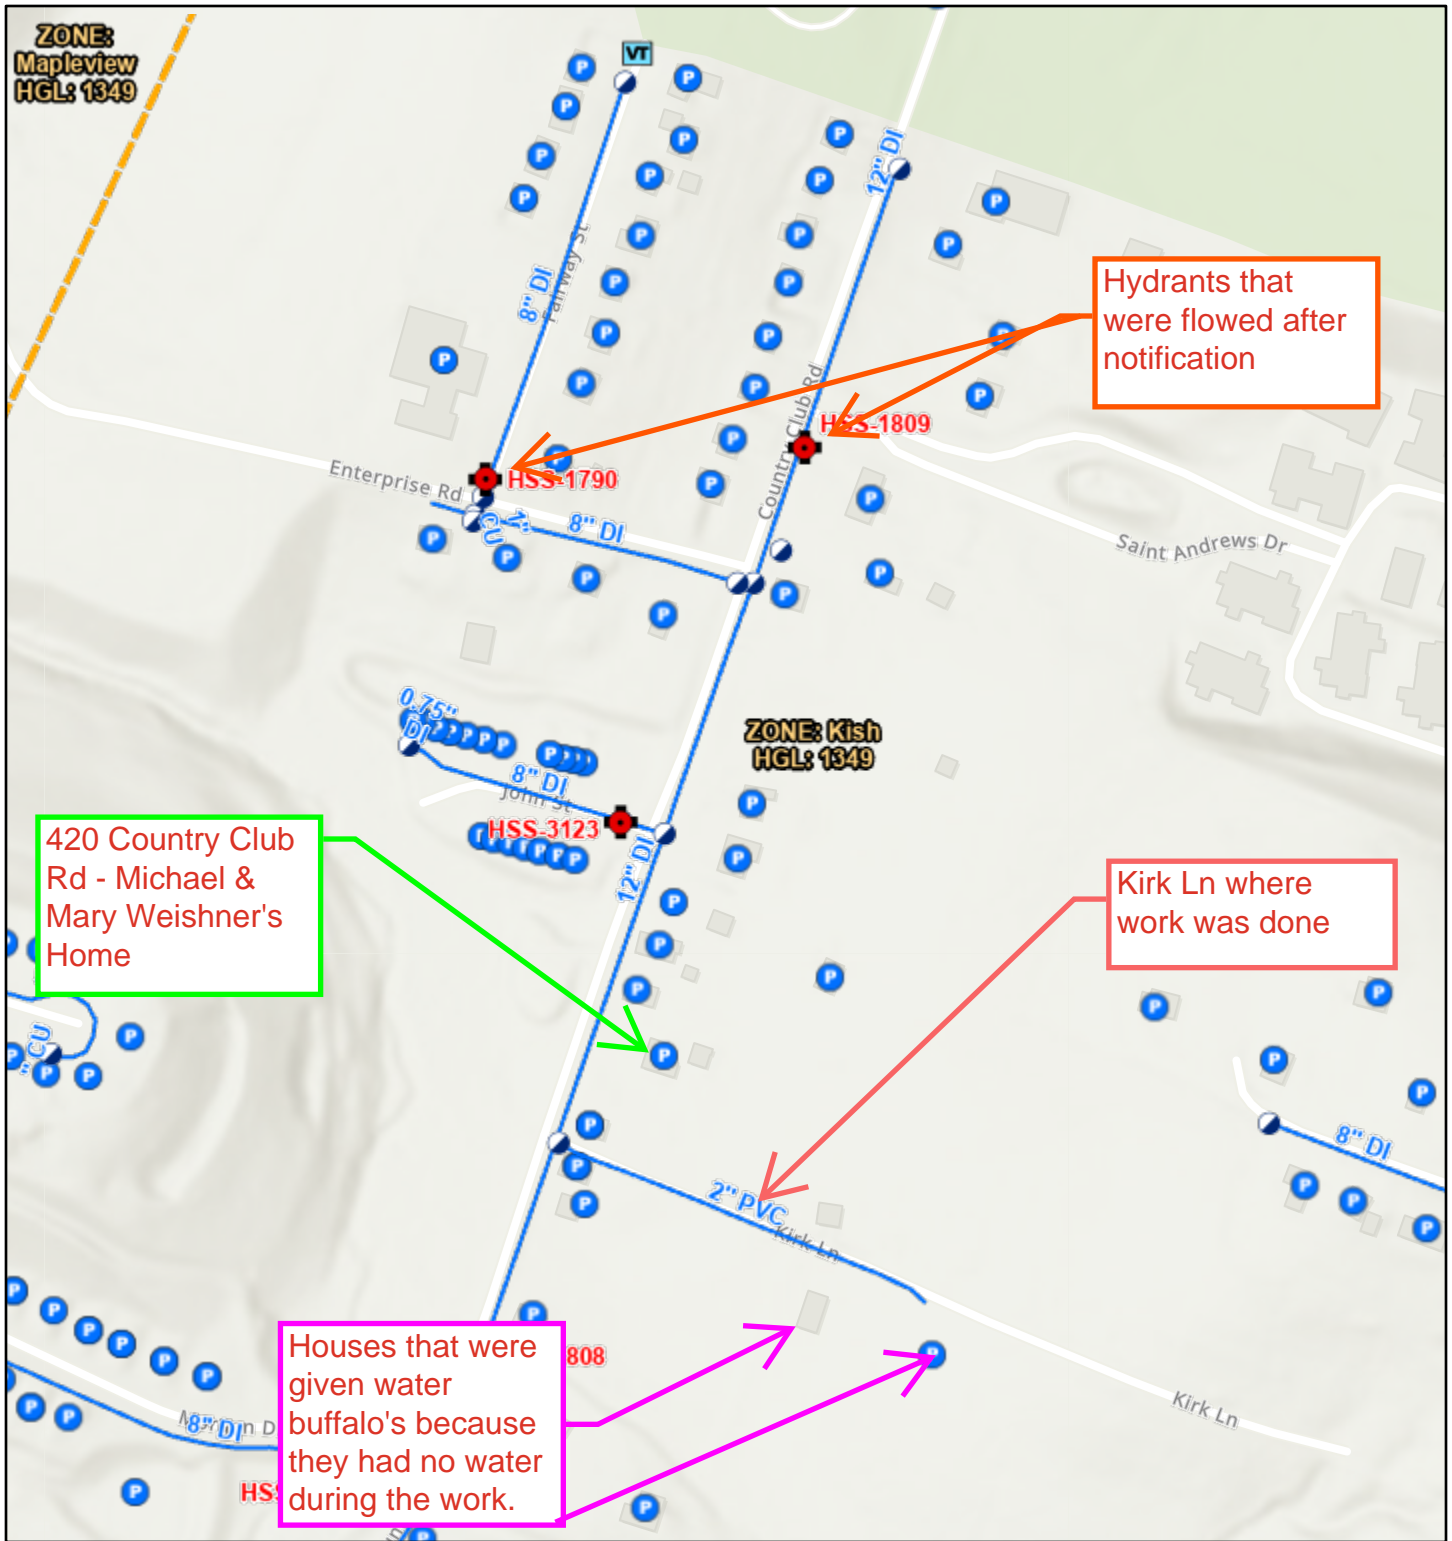 ZONE:
Mapleview
HGL: 1349
VT
12" DI
Fairway St
8" DI
Hydrants that
were flowed after
notification
Country Club Rd
HSS-1809
Enterprise Rd
HSS-1790
1"
CU
8" DI
Saint Andrews Dr
0.75"
DI
ZONE: Kish
HGL: 1349
8" DI
John St
HSS-3123
12" DI
420 Country Club
Rd - Michael &
Mary Weishner's
Home
Kirk Ln where
work was done
" CU
8" DI
2" PVC
Kirk Ln
Houses that were
given water
buffalo's because
they had no water
during the work.
808
Kirk Ln
8" DI
HS